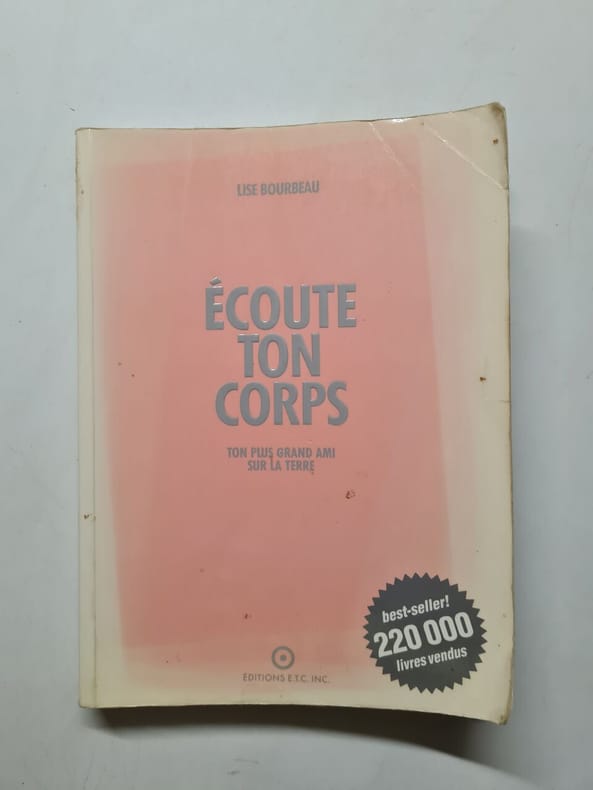 LISE BOURBEAU
ÉCOUTE
TON
CORPS
TON PLUS GRAND AMI
SUR LA TERRE
best-seller!
220 000
livres vendus
ÉDITIONS E.T.C. INC.